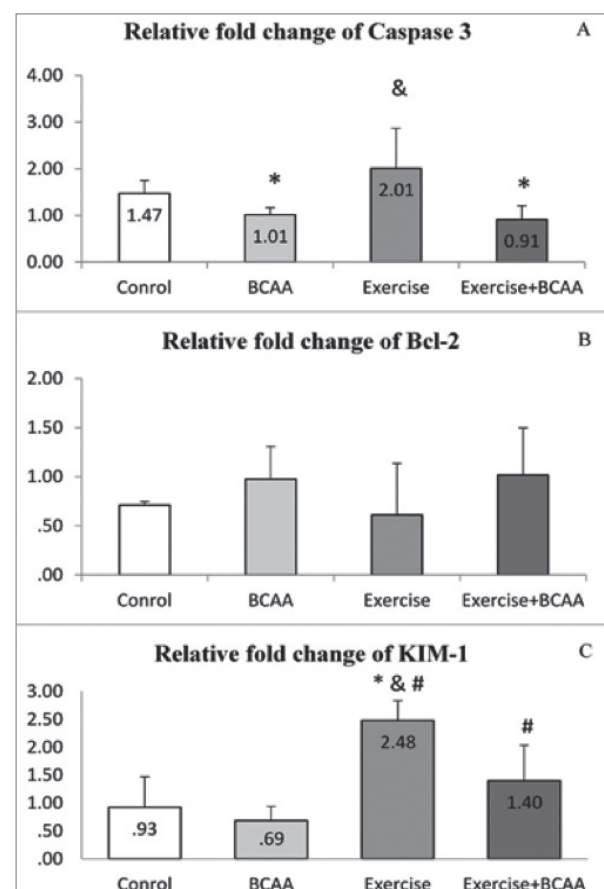 Relative fold change of Caspase 3 A
4.00
&
3.00
* *
2.00
1.47 1.01 2.01 0.91
1.00
0.00
Conrol BCAA Exercise Exercise+BCAA
Relative fold change of Bcl-2 B
2.00
1.50
1.00
.50
.00
Conrol BCAA Exercise Exercise+BCAA
Relative fold change of KIM-1 C
* & #
3.00
2.50
#
2.00
2.48
1.50
1.40
1.00
.93 .69
.50
.00
Conrol BCAA Exercise Exercise+BCAA